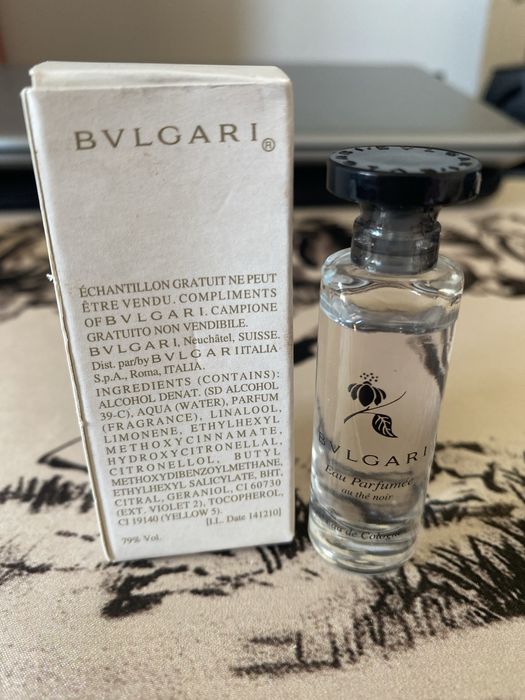 BVLGARI®
ÉCHANTILLON GRATUIT NE PEUT
ÊTRE VENDU. COMPLIMENTS
OF BVLGARI. CAMPIONE
GRATUITO NON VENDIBILE.
BVLGARI, Neuchâtel, SUISSE.
Dist. par/by BVLGARI ITALIA
S.p.A., Roma, ITALIA.
INGREDIENTS (CONTAINS):
ALCOHOL DENAT. (SD ALCOHOL
39-C), AQUA (WATER), PARFUM
(FRAGRANCE), LINALOOL,
LIMONENE, ETHYLHEXYL
METHOXYCINNAMATE,
HYDROXYCITRONELLAL,
CITRONELLOL, BUTYL
METHOXYDIBENZOYLMETHANE,
ETHYLHEXYL SALICYLATE, BHT,
CITRAL, GERANIOL, CI 60730
(EXT. VIOLET 2), TOCOPHEROL,
CI 19140 (YELLOW 5).
[I.L. Date 141210]
79% Vol.
BVLGARI
Eau Parfumée
au thé noir
Eau de Cologne